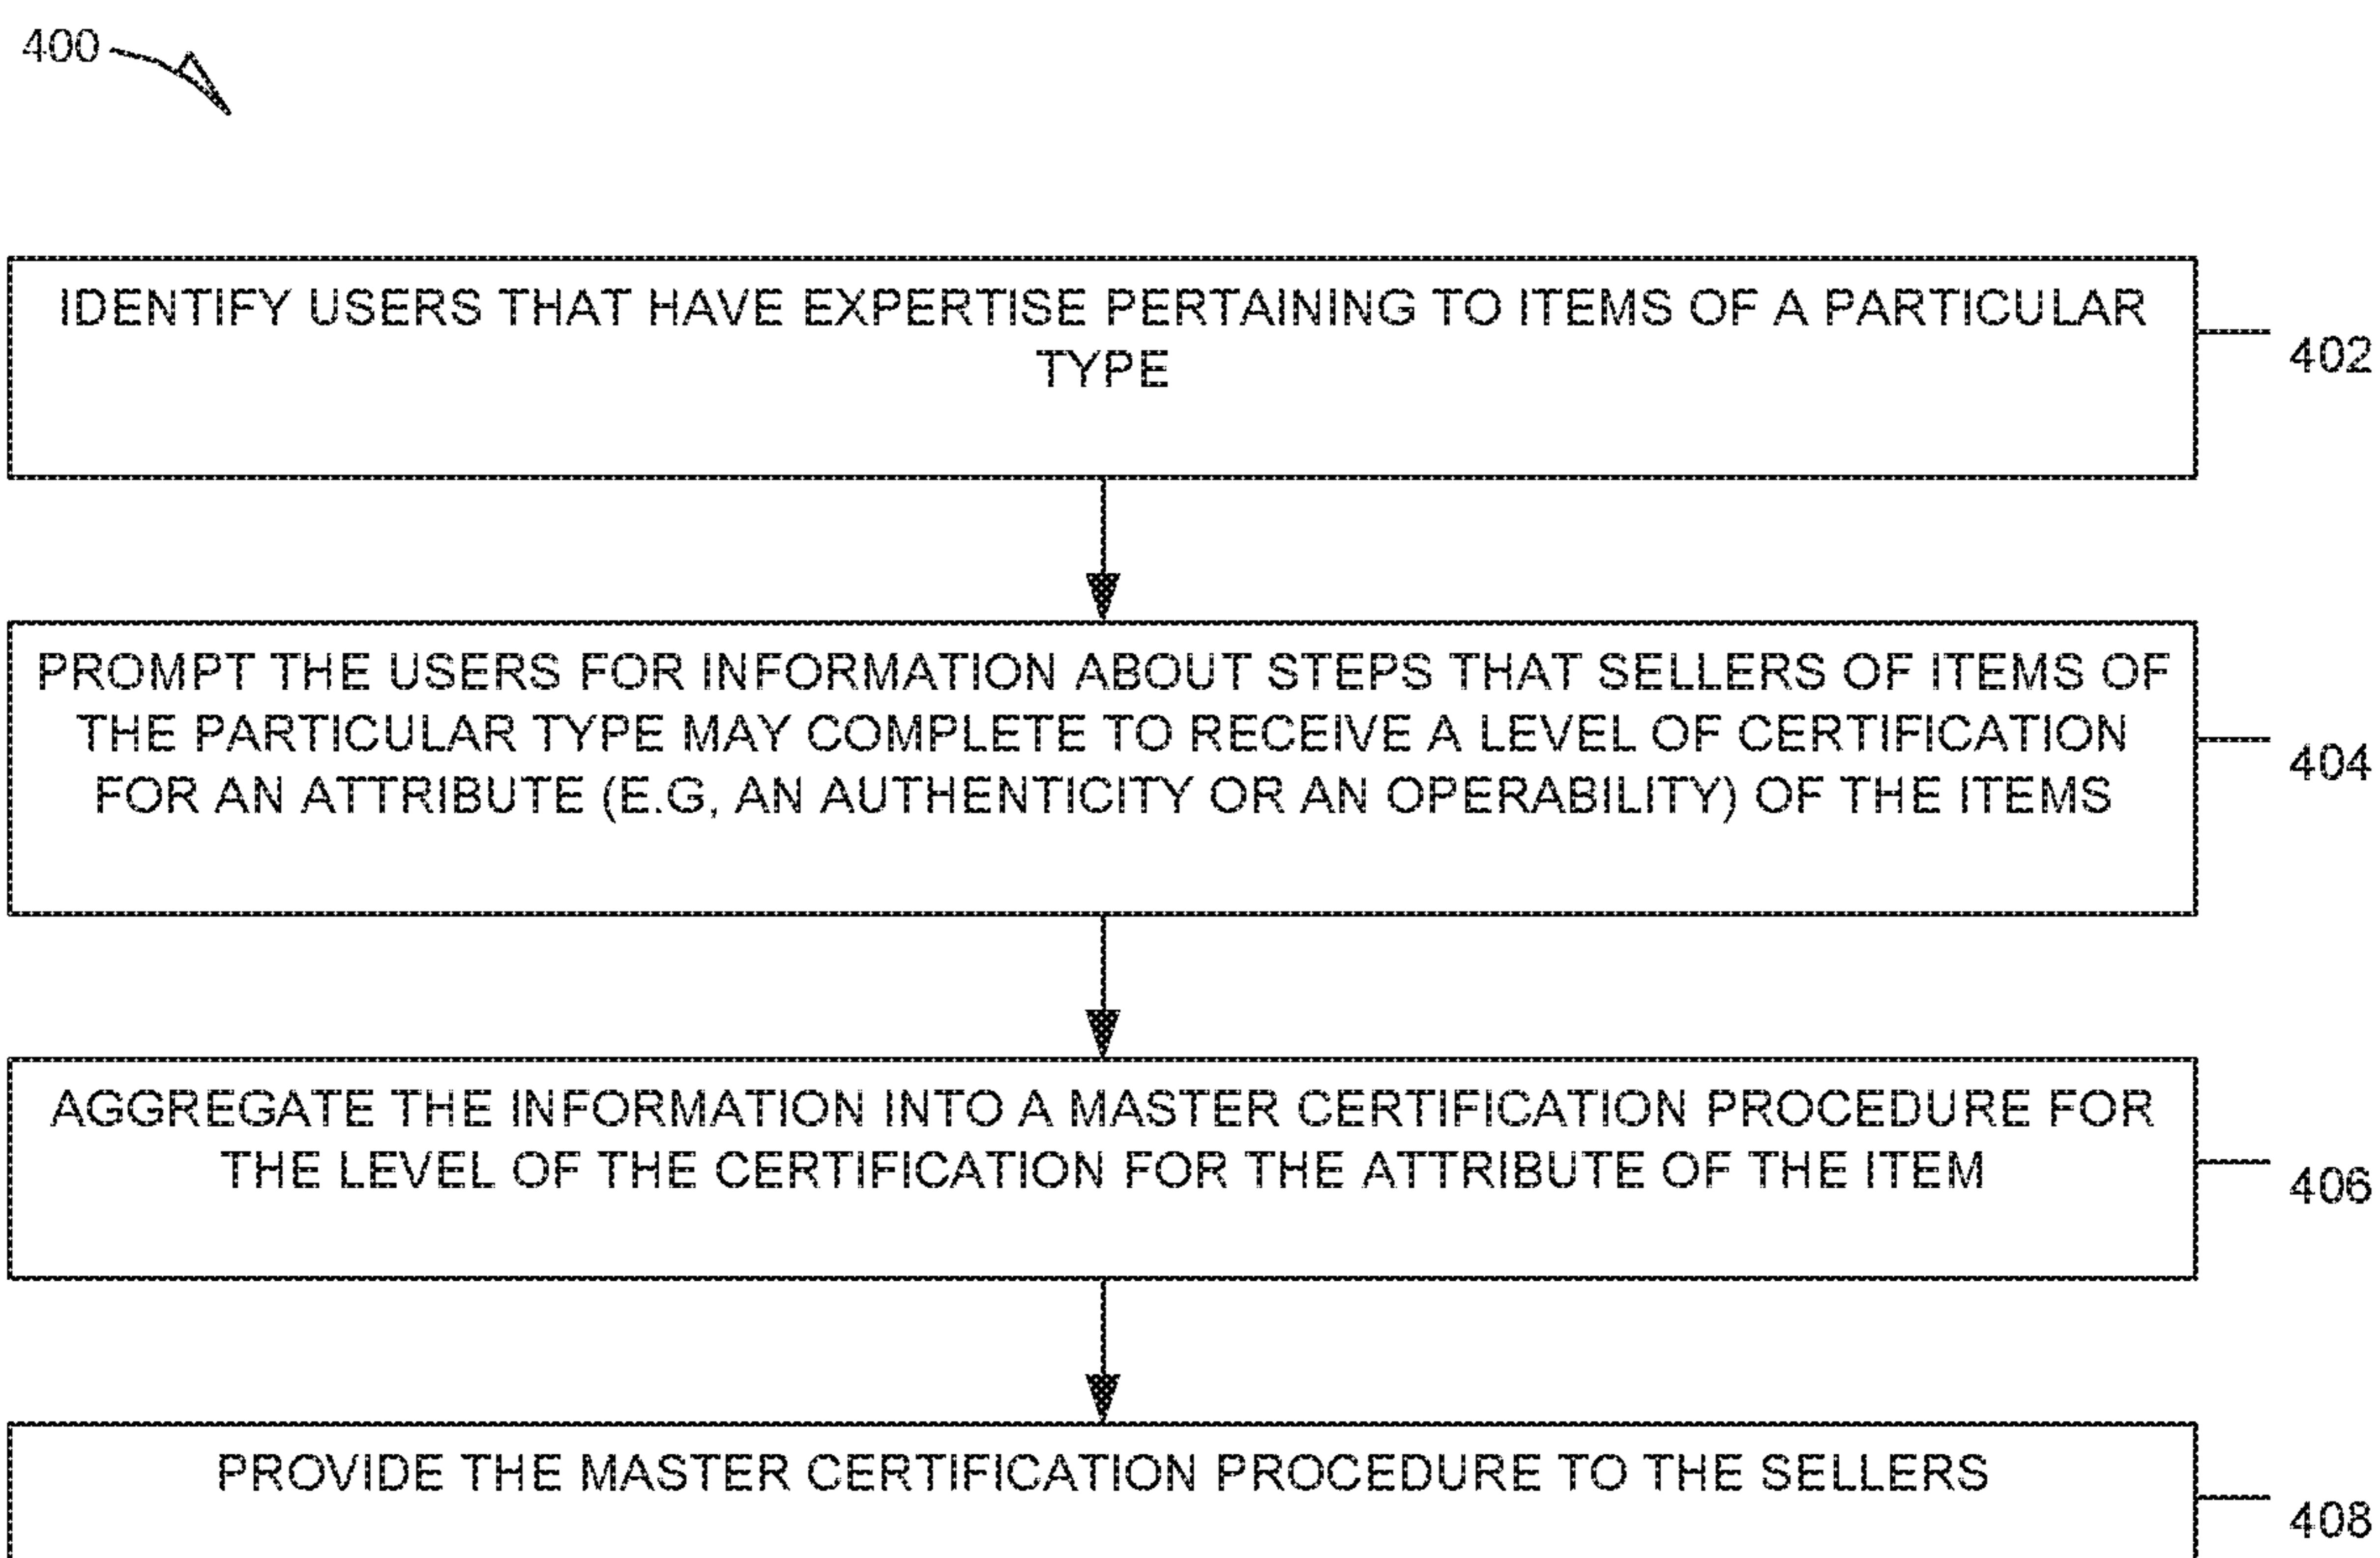 400
IDENTIFY USERS THAT HAVE EXPERTISE PERTAINING TO ITEMS OF A PARTICULAR
TYPE
402
PROMPT THE USERS FOR INFORMATION ABOUT STEPS THAT SELLERS OF ITEMS OF
THE PARTICULAR TYPE MAY COMPLETE TO RECEIVE A LEVEL OF CERTIFICATION
FOR AN ATTRIBUTE (E.G, AN AUTHENTICITY OR AN OPERABILITY) OF THE ITEMS
404
AGGREGATE THE INFORMATION INTO A MASTER CERTIFICATION PROCEDURE FOR
THE LEVEL OF THE CERTIFICATION FOR THE ATTRIBUTE OF THE ITEM
406
PROVIDE THE MASTER CERTIFICATION PROCEDURE TO THE SELLERS
408